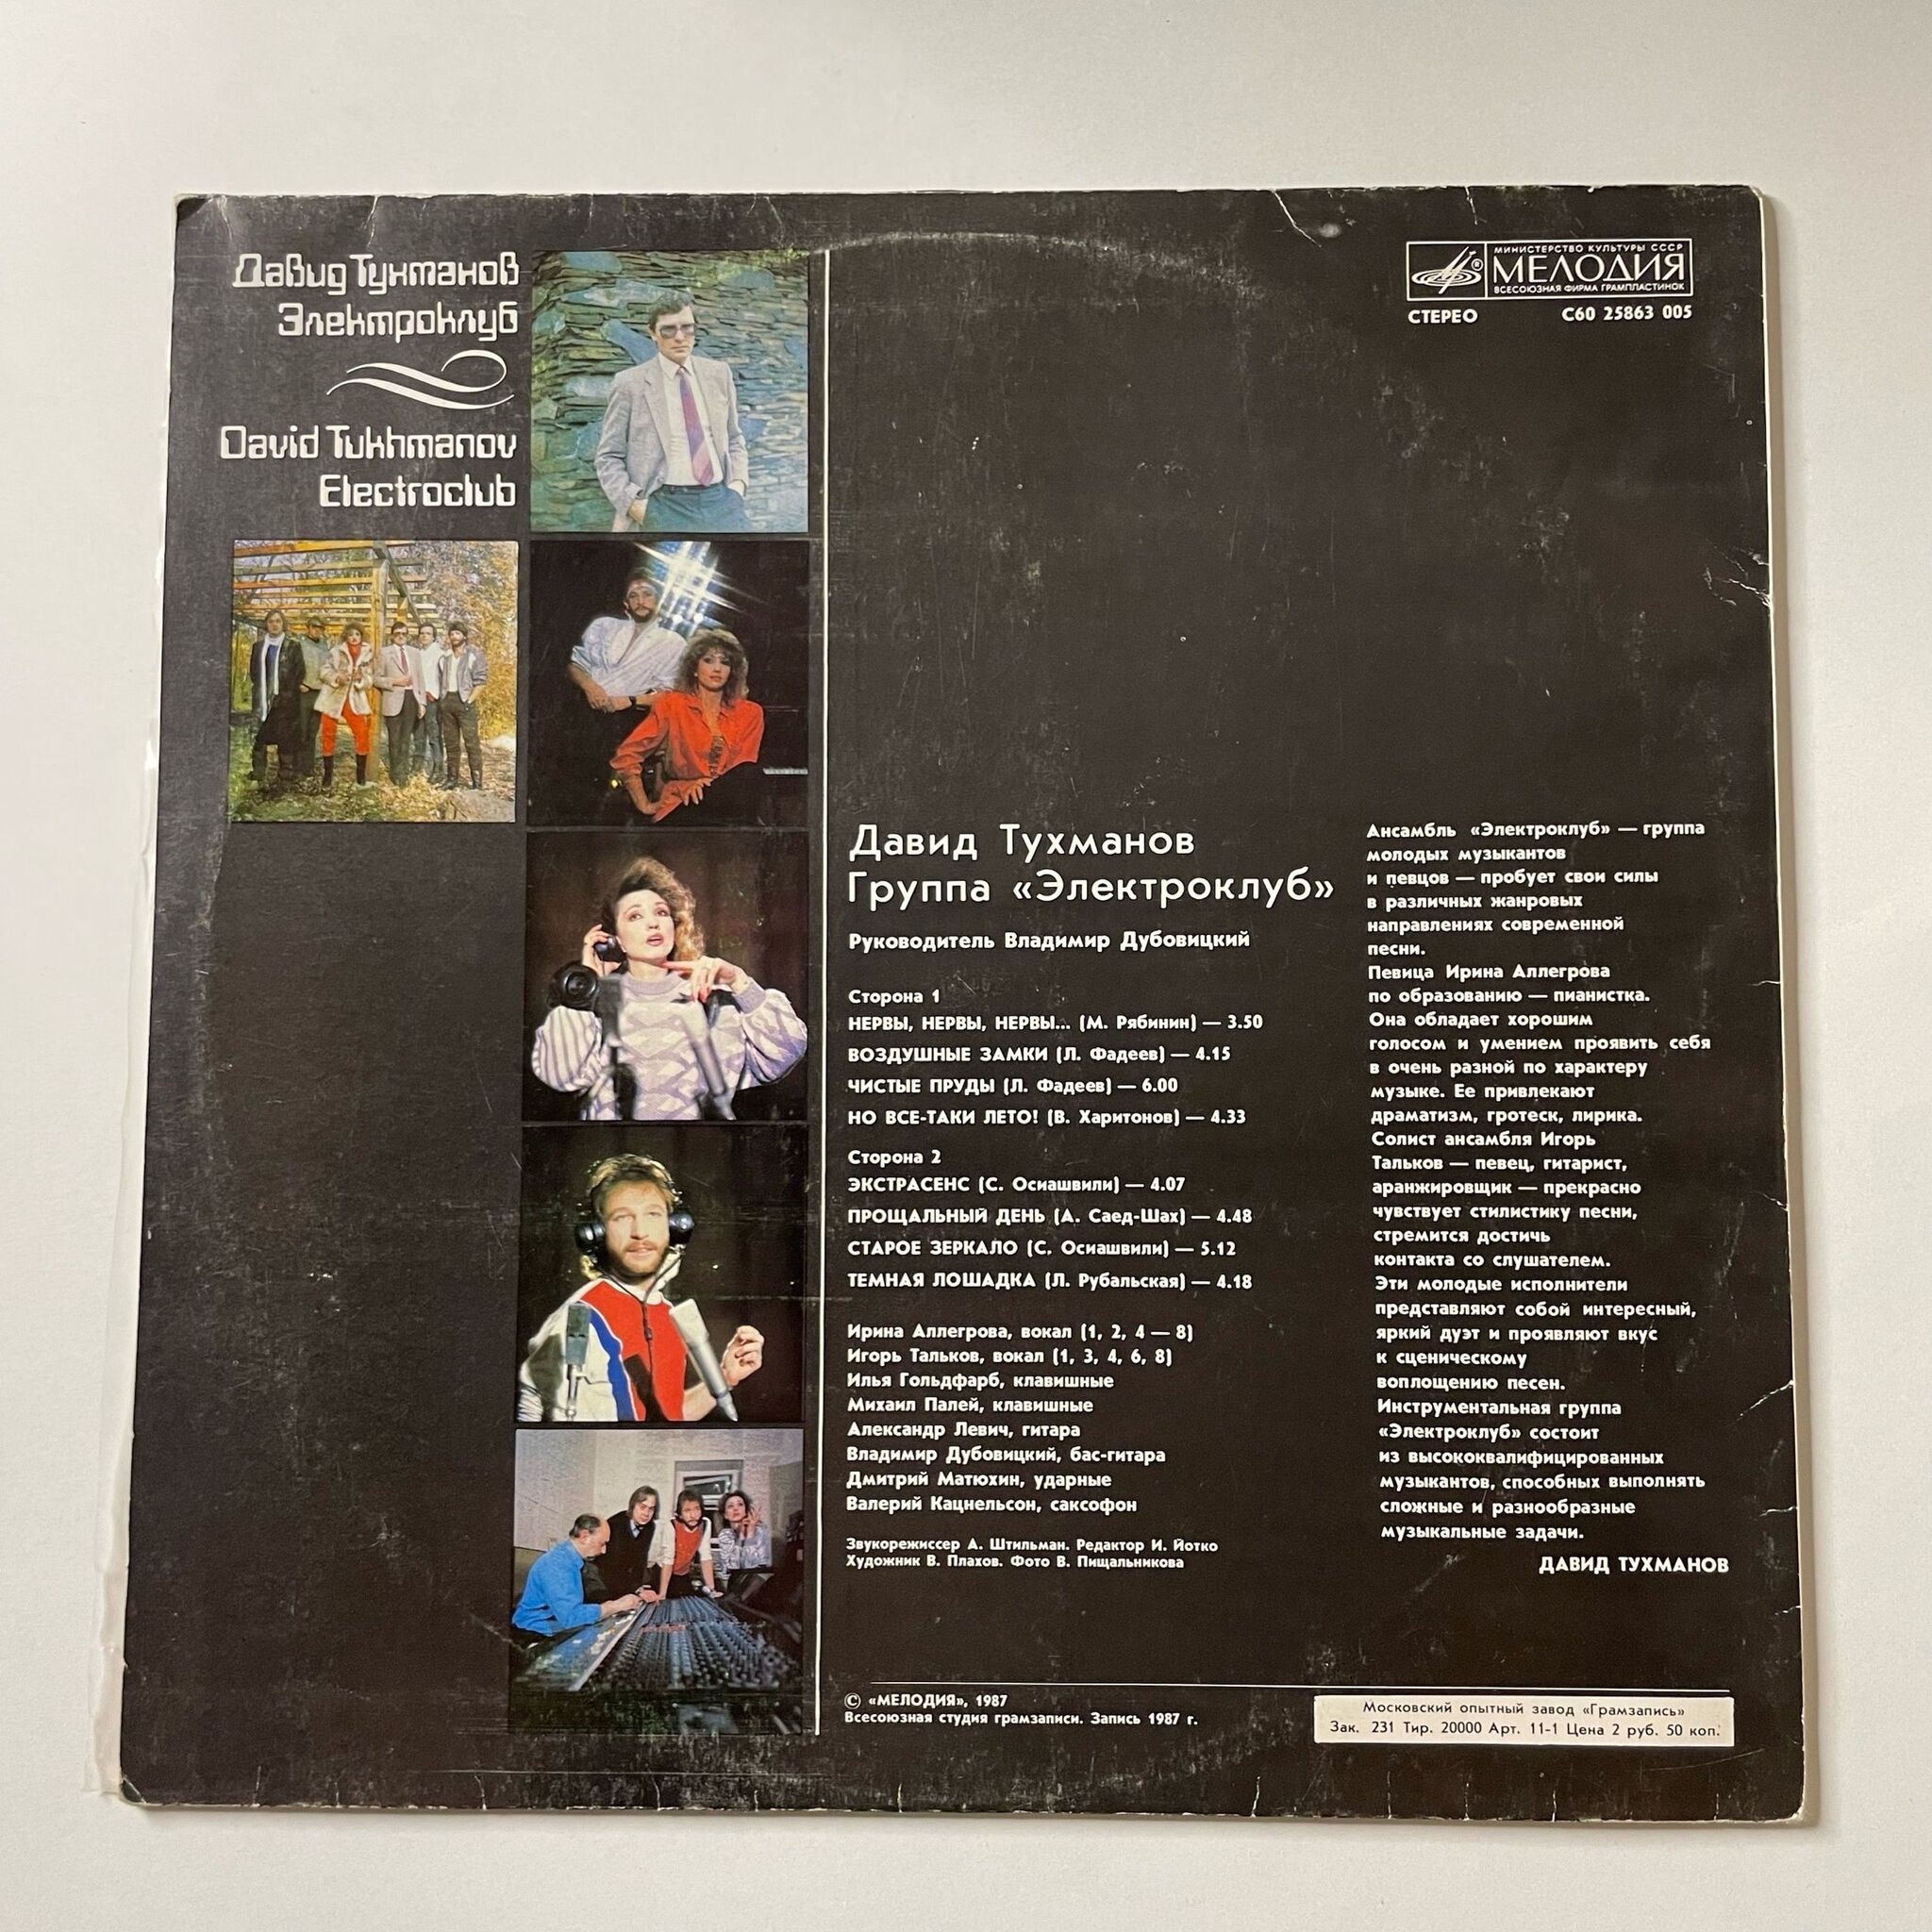 Давид Тухманов
Электроклуб
David Tukhmanov
Electroclub
МИНИСТЕРСТВО КУЛЬТУРЫ СССР
МЕЛОДИЯ
ВСЕСОЮЗНАЯ ФИРМА ГРАМПЛАСТИНОК
СТЕРЕО С60 25863 005
Давид Тухманов
Группа «Электроклуб»
Руководитель Владимир Дубовицкий
Сторона 1
НЕРВЫ, НЕРВЫ, НЕРВЫ... (М. Рябинин) — 3.50
ВОЗДУШНЫЕ ЗАМКИ (Л. Фадеев) — 4.15
ЧИСТЫЕ ПРУДЫ (Л. Фадеев) — 6.00
НО ВСЕ-ТАКИ ЛЕТО! (В. Харитонов) — 4.33
Сторона 2
ЭКСТРАСЕНС (С. Осиашвили) — 4.07
ПРОЩАЛЬНЫЙ ДЕНЬ (А. Саед-Шах) — 4.48
СТАРОЕ ЗЕРКАЛО (С. Осиашвили) — 5.12
ТЕМНАЯ ЛОШАДКА (Л. Рубальская) — 4.18
Ирина Аллегрова, вокал (1, 2, 4 — 8)
Игорь Тальков, вокал (1, 3, 4, 6, 8)
Илья Гольдфарб, клавишные
Михаил Палей, клавишные
Александр Левич, гитара
Владимир Дубовицкий, бас-гитара
Дмитрий Матюхин, ударные
Валерий Кацнельсон, саксофон
Звукорежиссер А. Штильман. Редактор И. Йотко
Художник В. Плахов. Фото В. Пищальникова
Ансамбль «Электроклуб» — группа
молодых музыкантов
и певцов — пробует свои силы
в различных жанровых
направлениях современной
песни.
Певица Ирина Аллегрова
по образованию — пианистка.
Она обладает хорошим
голосом и умением проявить себя
в очень разной по характеру
музыке. Ее привлекают
драматизм, гротеск, лирика.
Солист ансамбля Игорь
Тальков — певец, гитарист,
аранжировщик — прекрасно
чувствует стилистику песни,
стремится достичь
контакта со слушателем.
Эти молодые исполнители
представляют собой интересный,
яркий дуэт и проявляют вкус
к сценическому
воплощению песен.
Инструментальная группа
«Электроклуб» состоит
из высококвалифицированных
музыкантов, способных выполнять
сложные и разнообразные
музыкальные задачи.
ДАВИД ТУХМАНОВ
© «МЕЛОДИЯ», 1987
Всесоюзная студия грамзаписи. Запись 1987 г.
Московский опытный завод «Грамзапись»
Зак. 231 Тир. 20000 Арт. 11-1 Цена 2 руб. 50 коп.